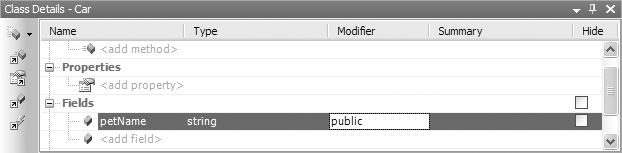 Class Details - Car
Name Type Modifier Summary Hide
<add method>
Properties
<add property>
Fields
petName string public
<add field>